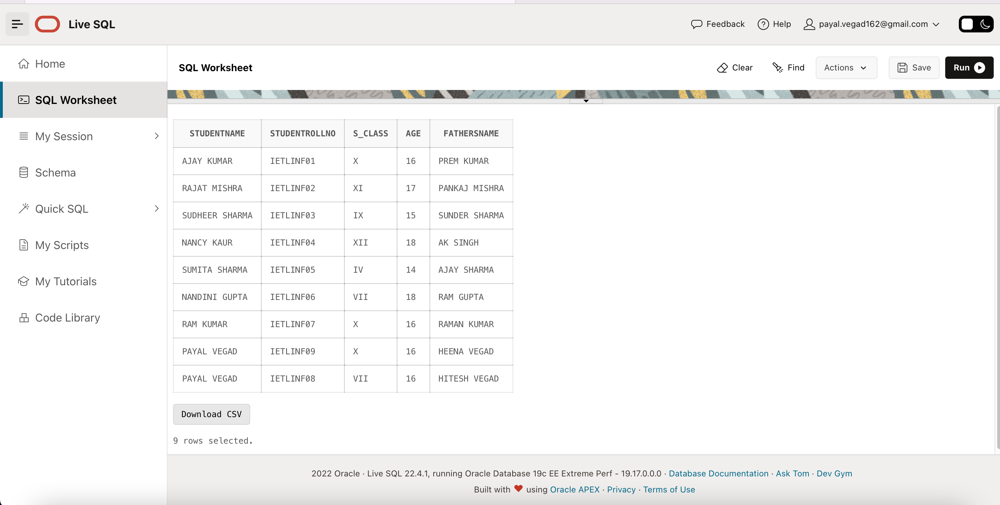 Live SQL
Feedback
Help
payal.vegad162@gmail.com
Home
SQL Worksheet
My Session
Schema
Quick SQL
My Scripts
My Tutorials
Code Library
SQL Worksheet
Clear
Find
Actions
Save
Run
STUDENTNAME STUDENTROLLNO S_CLASS AGE FATHERSNAME
AJAY KUMAR IETLINF01 X 16 PREM KUMAR
RAJAT MISHRA IETLINF02 XI 17 PANKAJ MISHRA
SUDHEER SHARMA IETLINF03 IX 15 SUNDER SHARMA
NANCY KAUR IETLINF04 XII 18 AK SINGH
SUMITA SHARMA IETLINF05 IV 14 AJAY SHARMA
NANDINI GUPTA IETLINF06 VII 18 RAM GUPTA
RAM KUMAR IETLINF07 X 16 RAMAN KUMAR
PAYAL VEGAD IETLINF09 X 16 HEENA VEGAD
PAYAL VEGAD IETLINF08 VII 16 HITESH VEGAD
Download CSV
9 rows selected.
2022 Oracle · Live SQL 22.4.1, running Oracle Database 19c EE Extreme Perf - 19.17.0.0.0 · Database Documentation · Ask Tom · Dev Gym
Built with ❤ using Oracle APEX · Privacy · Terms of Use